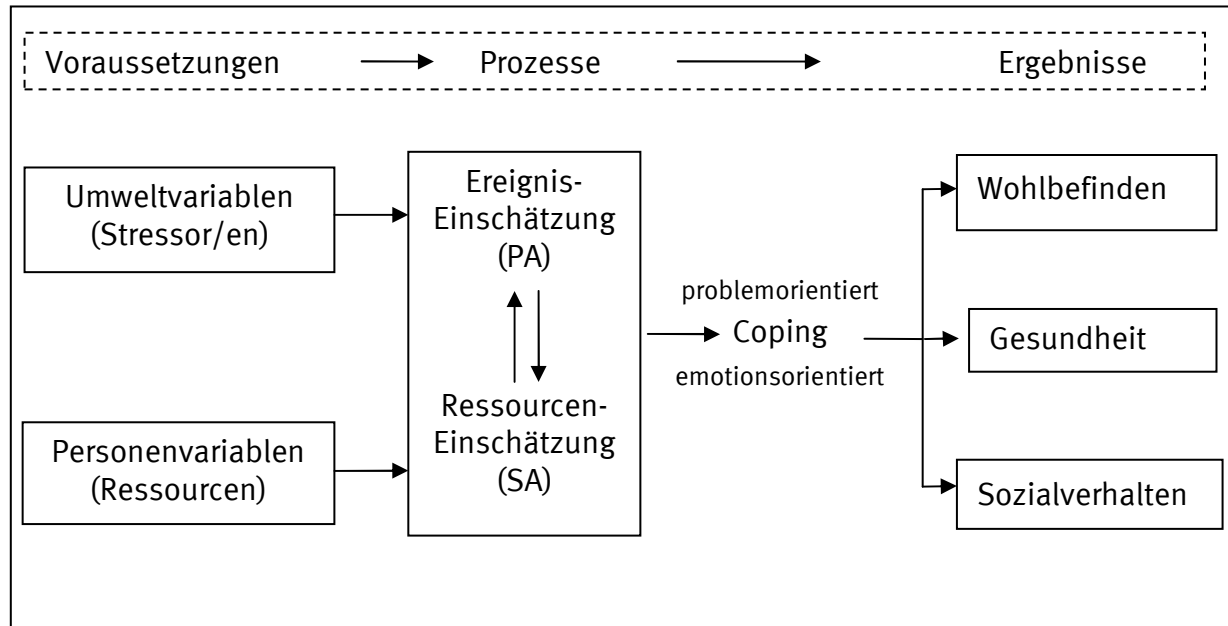 Voraussetzungen Prozesse Ergebnisse
Umweltvariablen
(Stressor/en)
Personenvariablen
(Ressourcen)
Ereignis-
Einschätzung
(PA)
Ressourcen-
Einschätzung
(SA)
problemorientiert
Coping
emotionsorientiert
Wohlbefinden
Gesundheit
Sozialverhalten